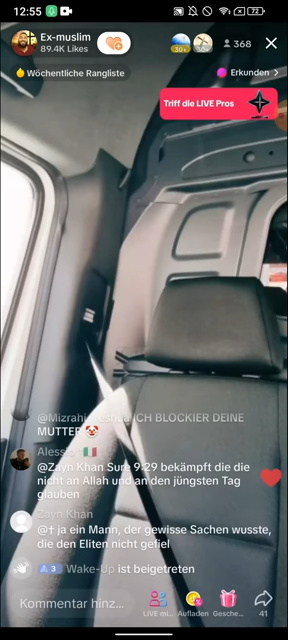 12:55
72
Ex-muslim
89.4K Likes
30+
30+
368
Wöchentliche Rangliste
Erkunden >
Triff die LIVE Pros
ICH BLOCKIER DEINE
MUTTER 🤡
Alessio 🇮🇹
@Zayn Khan Sure 9:29 bekämpft die die
nicht an Allah und an den jüngsten Tag
glauben
Zayn Khan
@✝ ja ein Mann, der gewisse Sachen wusste,
die den Eliten nicht gefiel
3 Wake-Up ist beigetreten
Kommentar hinz...
LIVE mi...
Aufladen
Gesche...
41